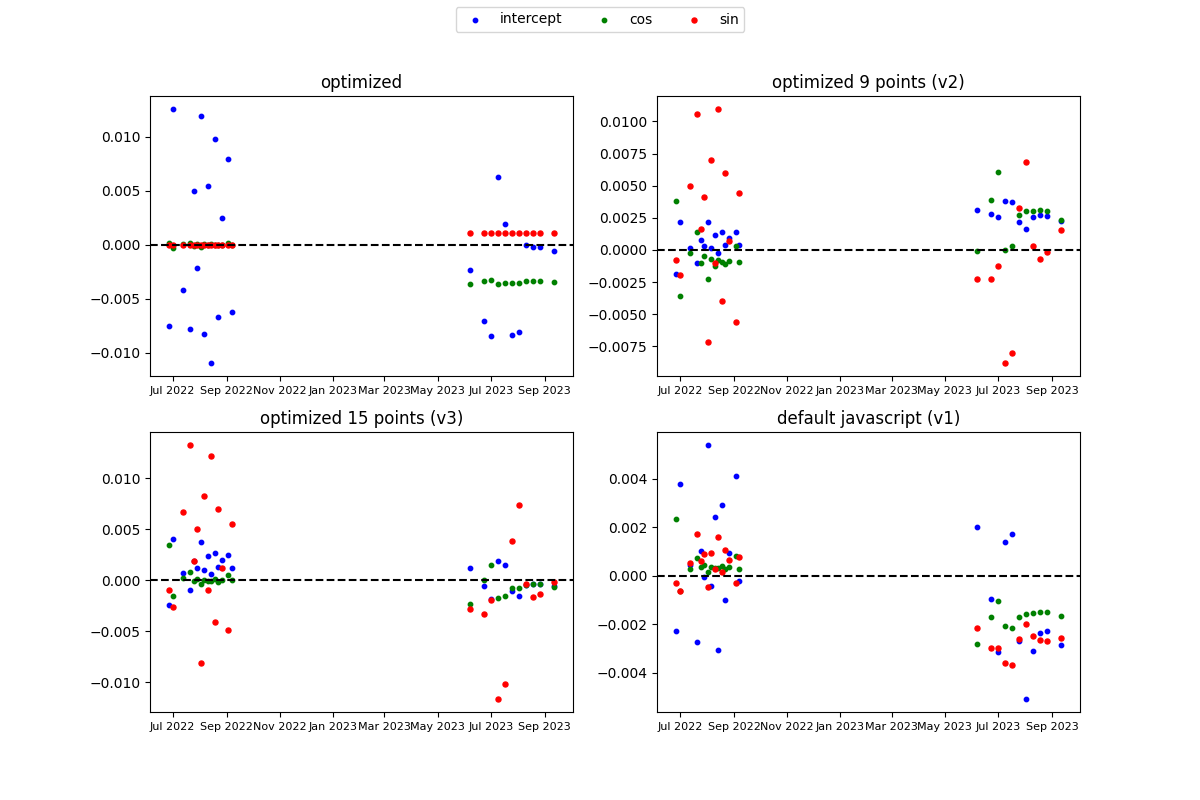 intercept cos sin
optimized
0.010
0.005
0.000
−0.005
−0.010
Jul 2022 Sep 2022 Nov 2022 Jan 2023 Mar 2023 May 2023 Jul 2023 Sep 2023
optimized 9 points (v2)
0.0100
0.0075
0.0050
0.0025
0.0000
−0.0025
−0.0050
−0.0075
Jul 2022 Sep 2022 Nov 2022 Jan 2023 Mar 2023 May 2023 Jul 2023 Sep 2023
optimized 15 points (v3)
0.010
0.005
0.000
−0.005
−0.010
Jul 2022 Sep 2022 Nov 2022 Jan 2023 Mar 2023 May 2023 Jul 2023 Sep 2023
default javascript (v1)
0.004
0.002
0.000
−0.002
−0.004
Jul 2022 Sep 2022 Nov 2022 Jan 2023 Mar 2023 May 2023 Jul 2023 Sep 2023